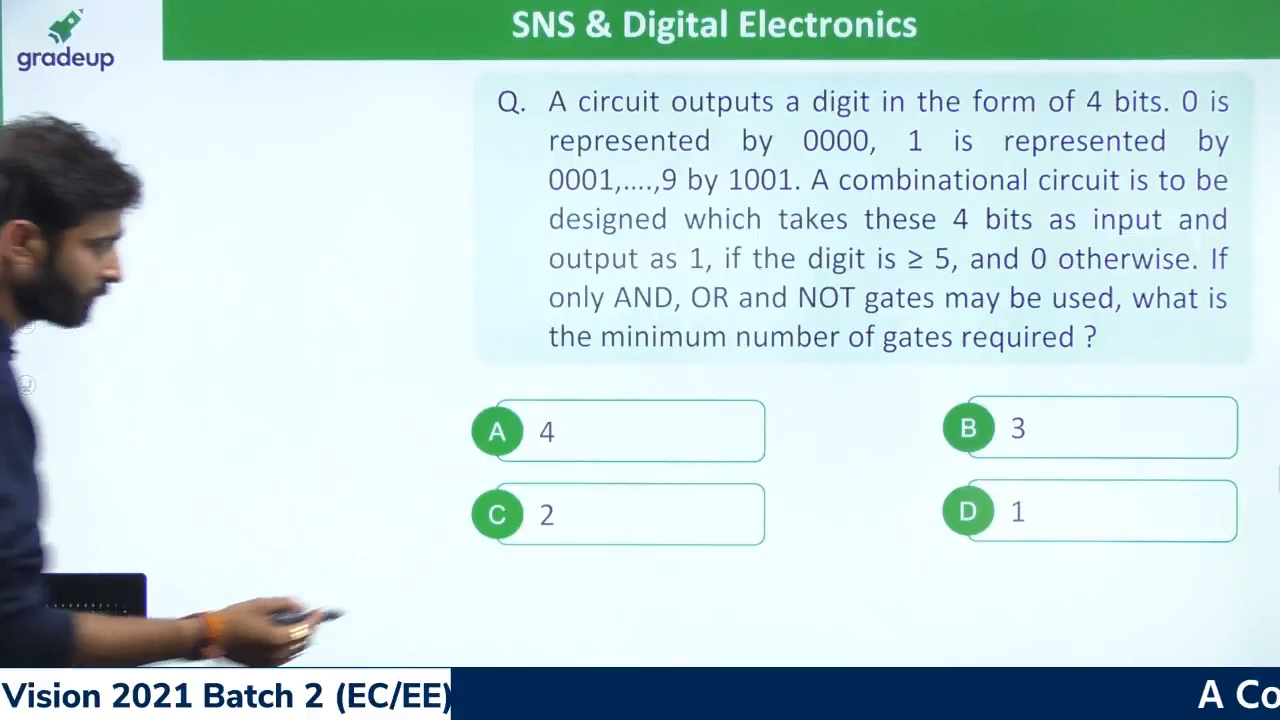 gradeup
SNS & Digital Electronics
Q. A circuit outputs a digit in the form of 4 bits. 0 is
represented by 0000, 1 is represented by
0001,....,9 by 1001. A combinational circuit is to be
designed which takes these 4 bits as input and
output as 1, if the digit is ≥ 5, and 0 otherwise. If
only AND, OR and NOT gates may be used, what is
the minimum number of gates required ?
A 4
B 3
C 2
D 1
Vision 2021 Batch 2 (EC/EE)
A Co